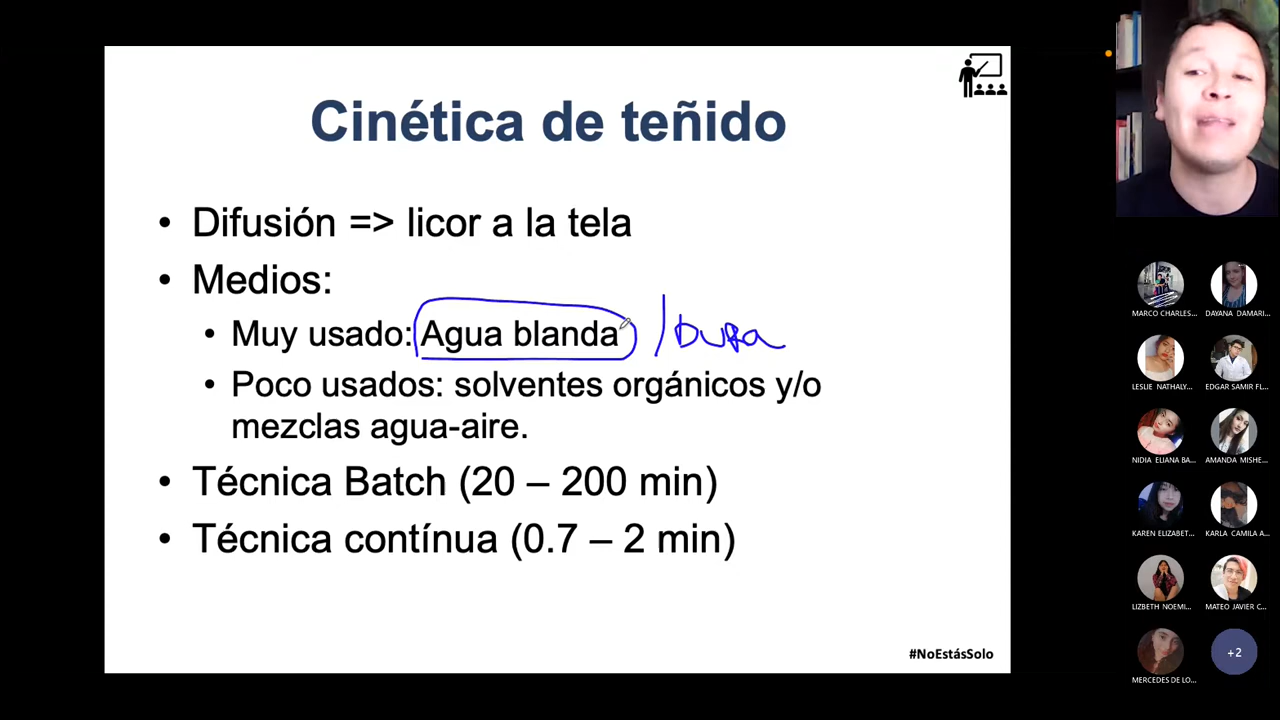 Cinética de teñido
• Difusión => licor a la tela
• Medios:
• Muy usado: Agua blanda / dura
• Poco usados: solventes orgánicos y/o
mezclas agua-aire.
• Técnica Batch (20 – 200 min)
• Técnica contínua (0.7 – 2 min)
#NoEstásSolo
MARCO CHARLES...
DAYANA DAMARI...
LESLIE NATHALY...
EDGAR SAMIR FL...
NIDIA ELIANA BA...
AMANDA MISHE...
KAREN ELIZABET...
KARLA CAMILA A...
LIZBETH NOEMI...
MATEO JAVIER C...
MERCEDES DE LO...
+2